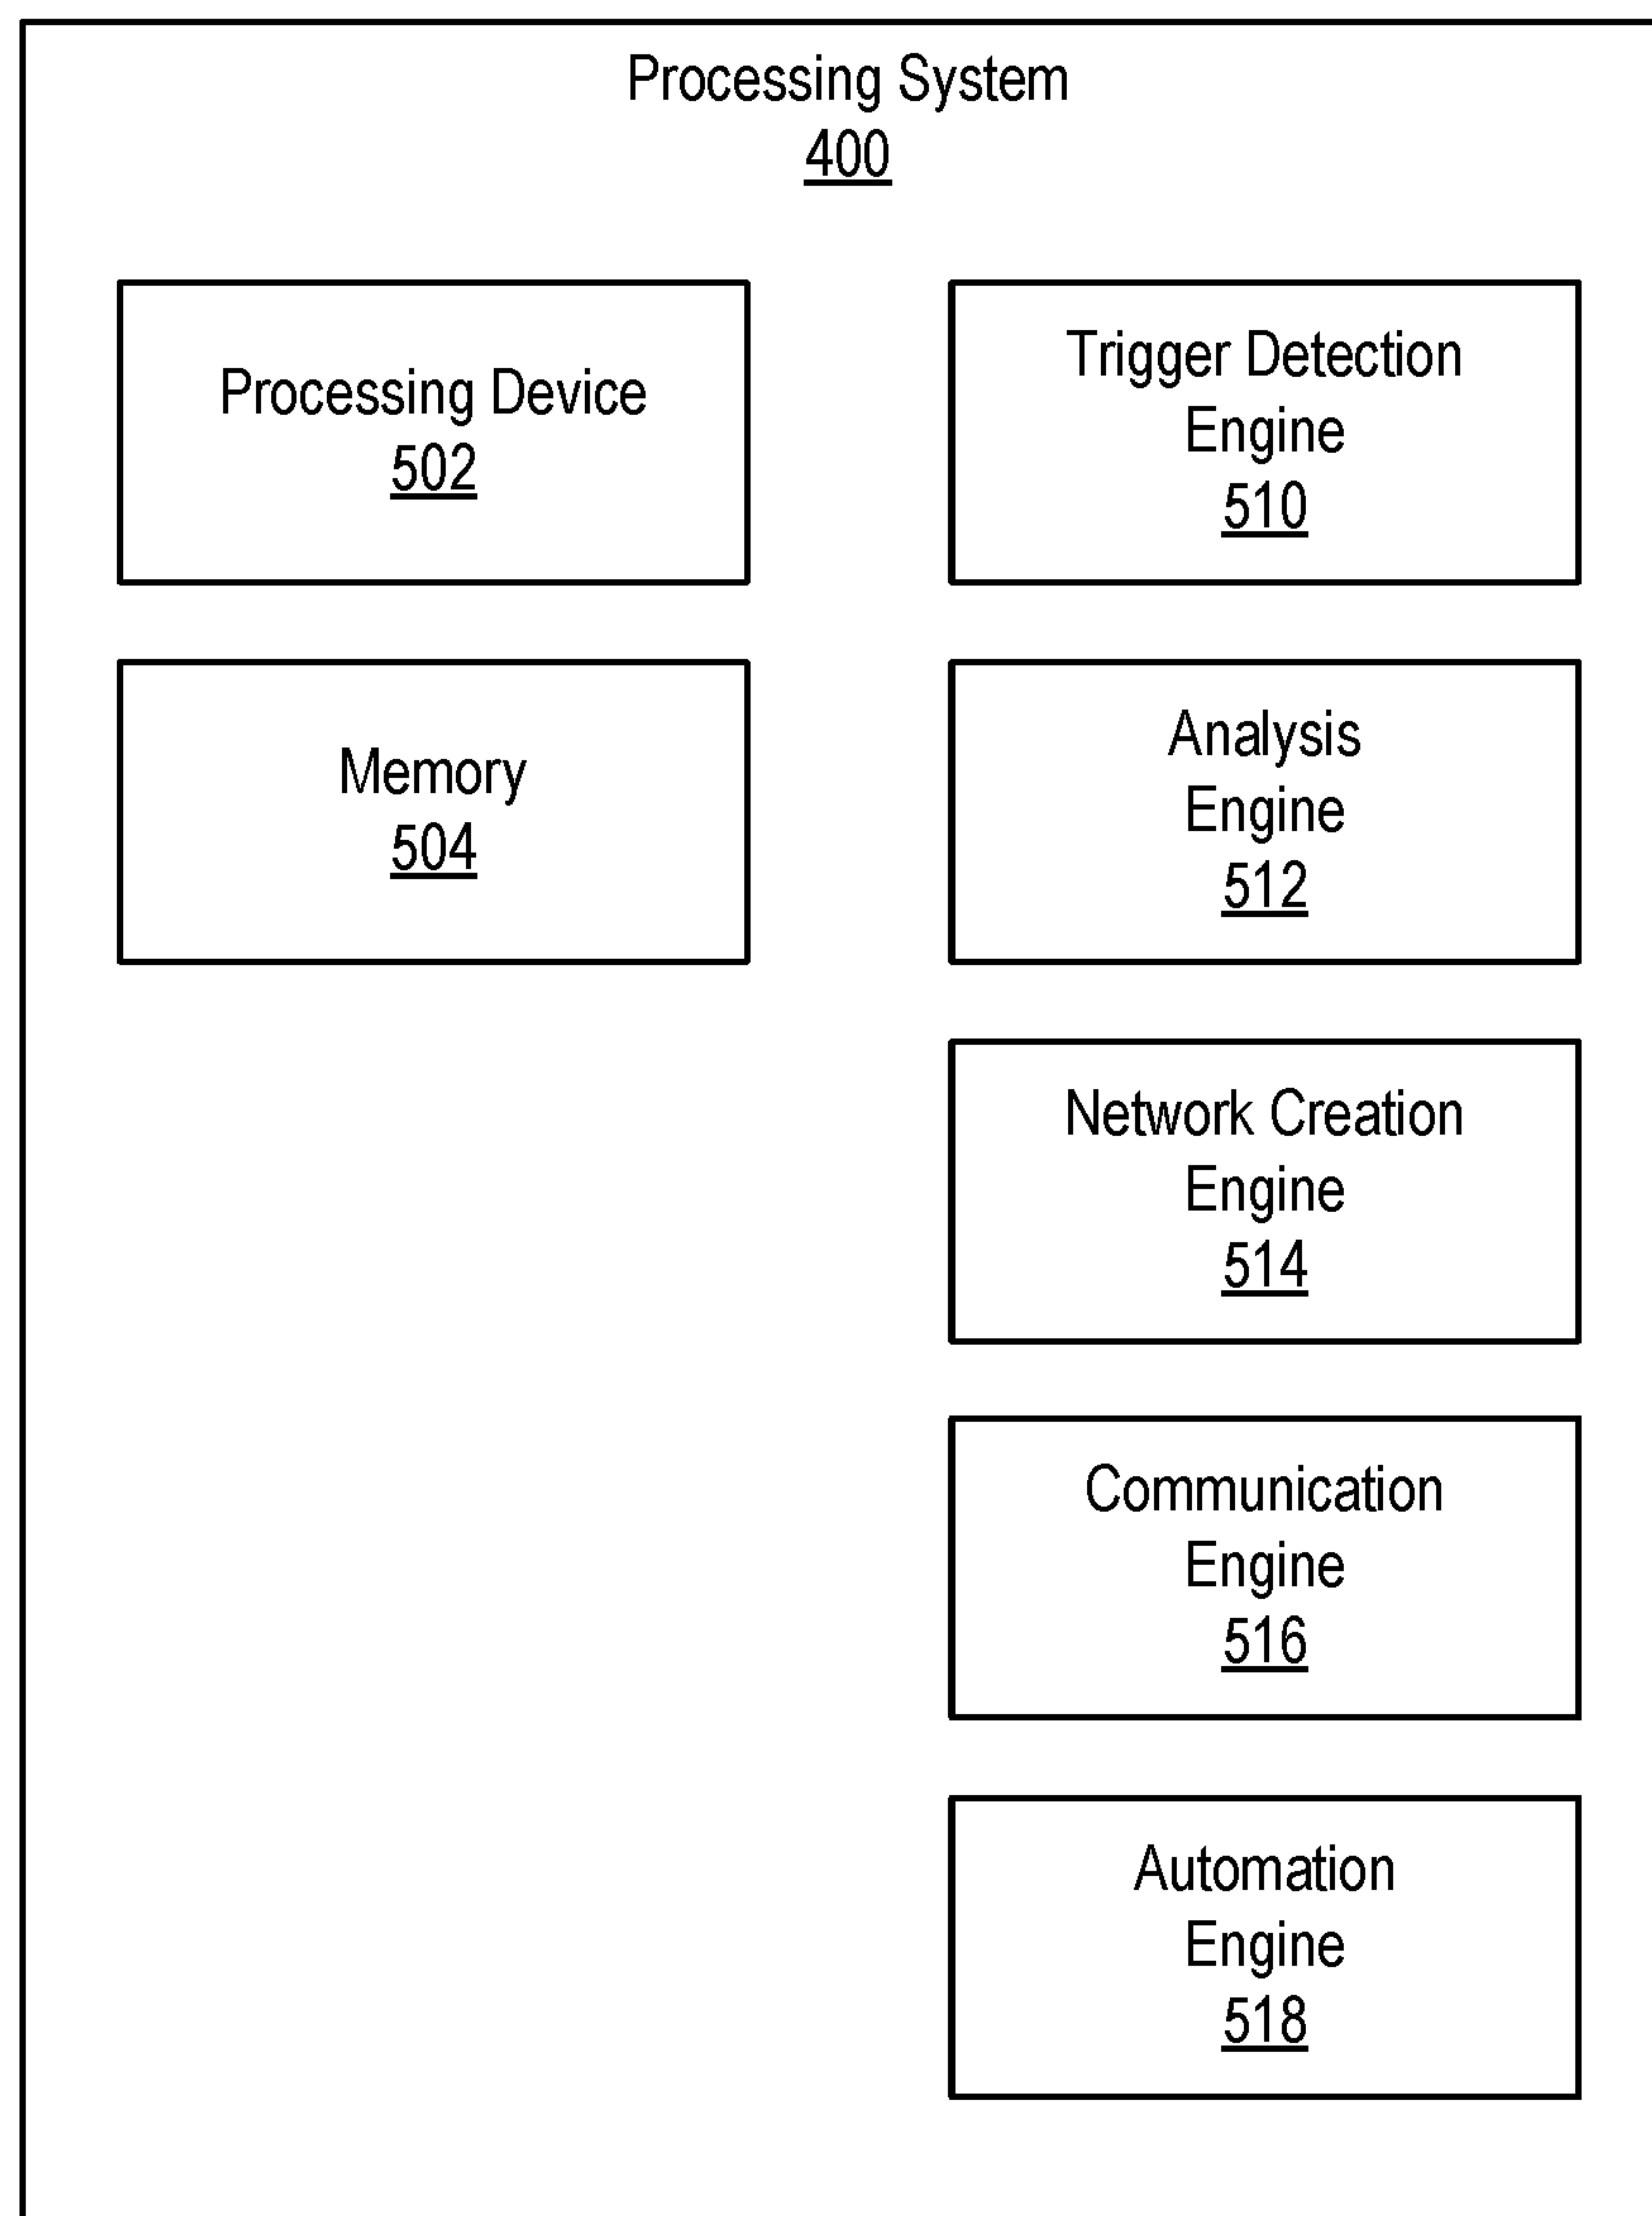 Processing System
400
Processing Device
502
Memory
504
Trigger Detection
Engine
510
Analysis
Engine
512
Network Creation
Engine
514
Communication
Engine
516
Automation
Engine
518